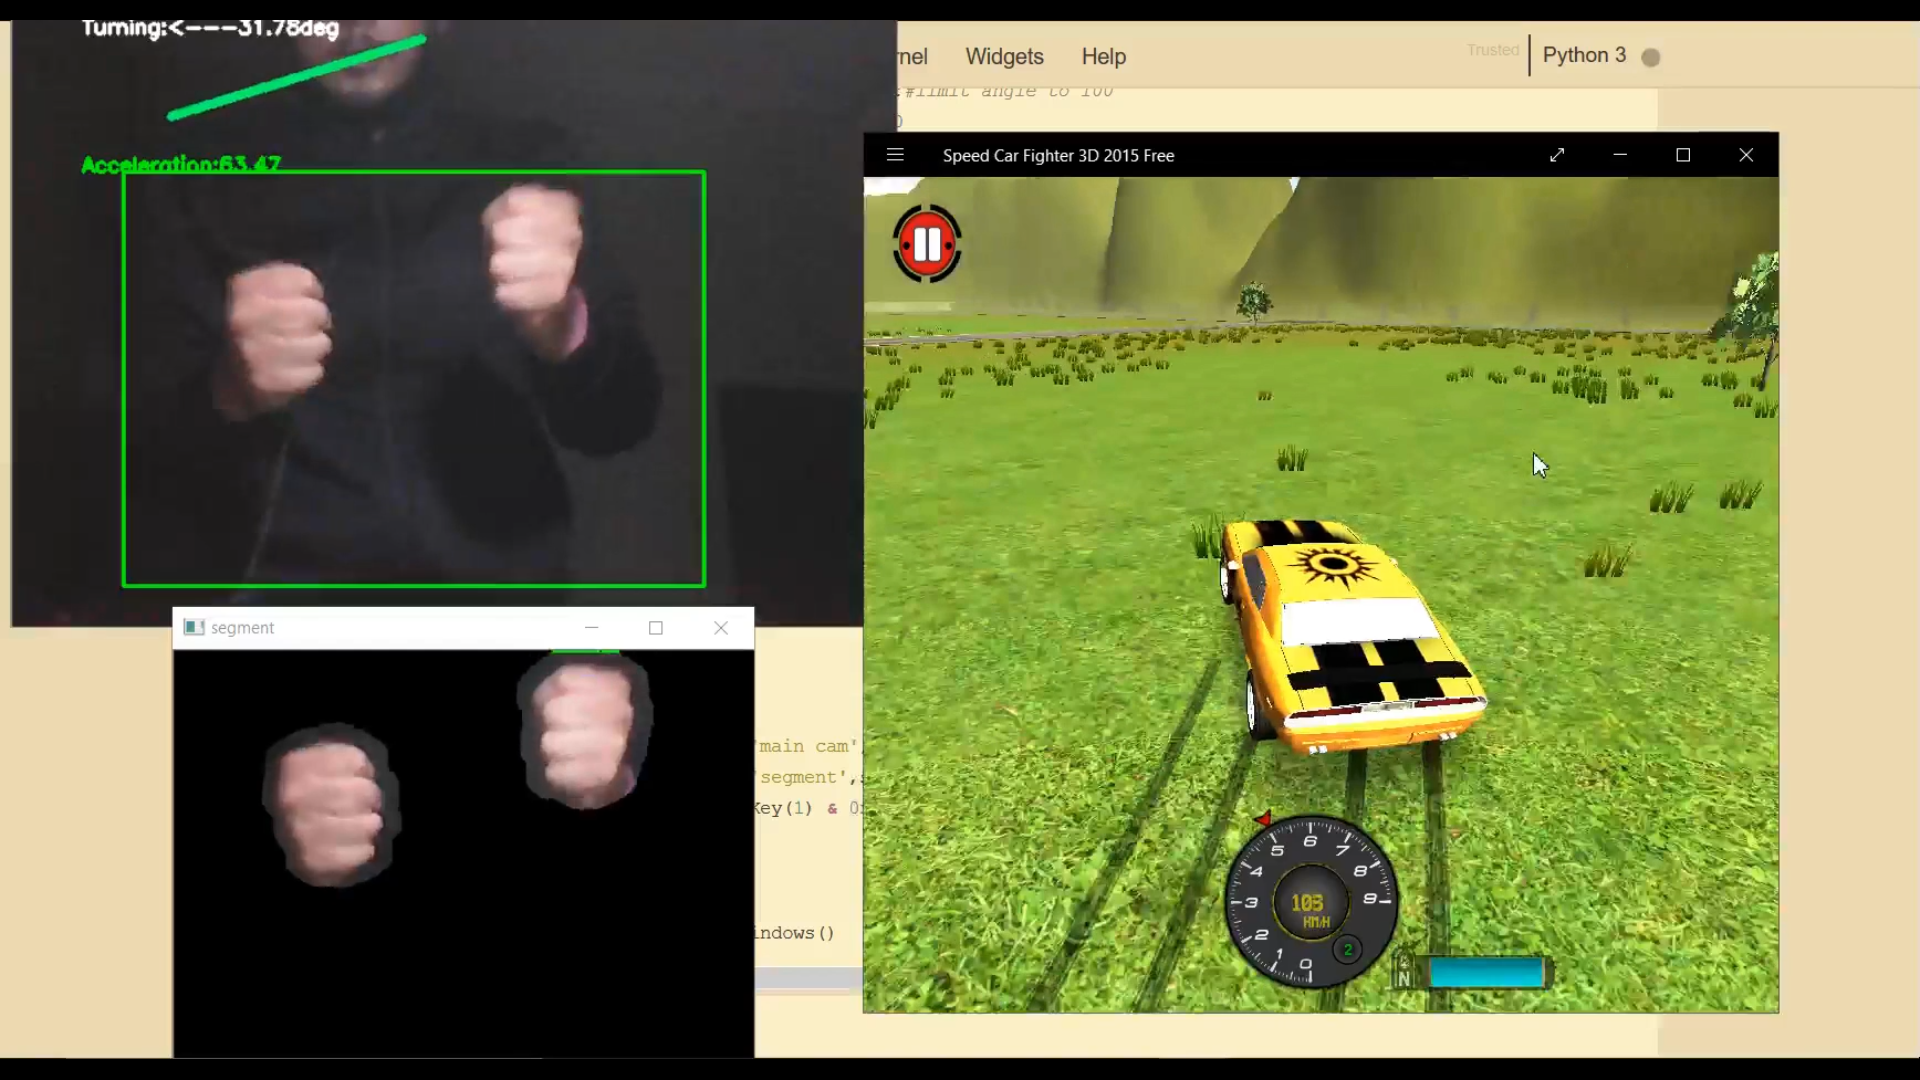 Turning:<---31.78deg
Acceleration:63.47
Widgets Help
Trusted
Python 3
:#limit angle to 100
Speed Car Fighter 3D 2015 Free
segment
'main cam'
'segment',
Key(1) & 0
indows()
0 1 2 3 4 5 6 7 8 9
103
KM/H
2
N